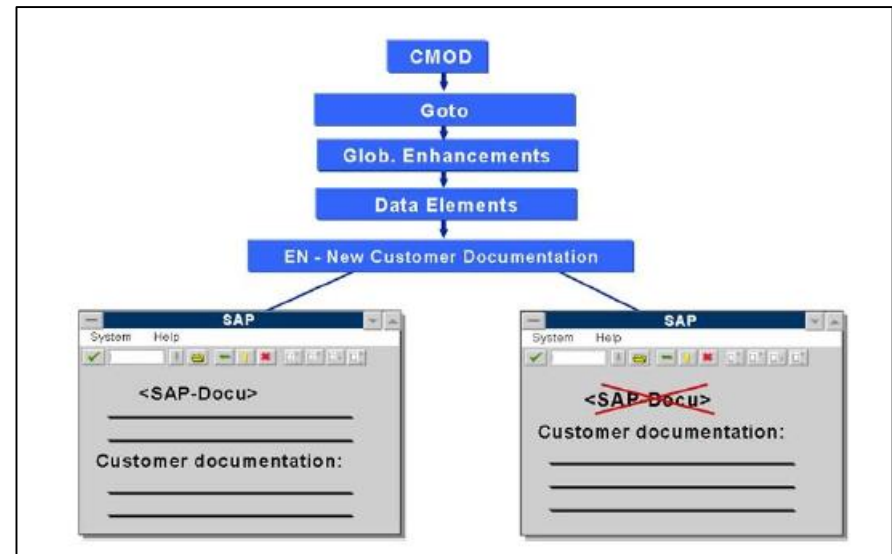 CMOD
Goto
Glob. Enhancements
Data Elements
EN - New Customer Documentation
SAP
System Help
<SAP-Docu>
Customer documentation:
SAP
System Help
<SAP-Docu>
Customer documentation: